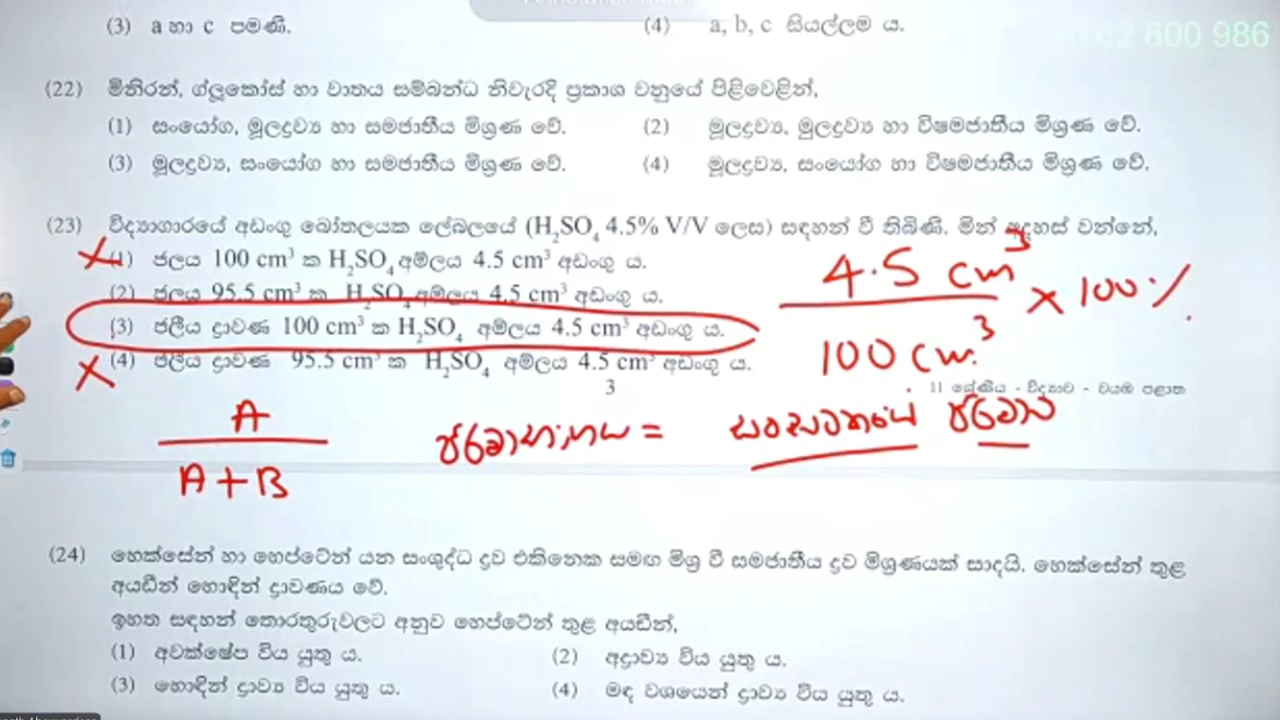 (3) a හා c පමණි. (4) a, b, c සියල්ලම ය.
800 986
(22) මිනිරන්, ග්ලූකෝස් හා වාතය සම්බන්ධ නිවැරදි ප්‍රකාශ වනුයේ පිළිවෙළින්,
(1) සංයෝග, මූලද්‍රව්‍ය හා සමජාතීය මිශ්‍රණ වේ. (2) මූලද්‍රව්‍ය, මූලද්‍රව්‍ය හා විෂමජාතීය මිශ්‍රණ වේ.
(3) මූලද්‍රව්‍ය, සංයෝග හා සමජාතීය මිශ්‍රණ වේ. (4) මූලද්‍රව්‍ය, සංයෝග හා විෂමජාතීය මිශ්‍රණ වේ.
(23) විද්‍යාගාරයේ අඩංගු බෝතලයක ලේබලයේ (H₂SO₄ 4.5% V/V ලෙස) සඳහන් වී තිබිණි. මින් අදහස් වන්නේ,
(1) ජලය 100 cm³ ක H₂SO₄ අම්ලය 4.5 cm³ අඩංගු ය.
(2) ජලය 95.5 cm³ ක H₂SO₄ අම්ලය 4.5 cm³ අඩංගු ය.
(3) ජලීය ද්‍රාවණ 100 cm³ ක H₂SO₄ අම්ලය 4.5 cm³ අඩංගු ය.
(4) ජලීය ද්‍රාවණ 95.5 cm³ ක H₂SO₄ අම්ලය 4.5 cm³ අඩංගු ය.
4.5 cm³
× 100%
100 cm³
3
11 ශ්‍රේණිය - විද්‍යාව - වයඹ පළාත
A
A+B
පරිමා භාගය = සංඝටකයේ පරිමාව
(24) හෙක්සේන් හා හෙප්ටේන් යන සංශුද්ධ ද්‍රව එකිනෙක සමඟ මිශ්‍ර වී සමජාතීය ද්‍රව මිශ්‍රණයක් සාදයි. හෙක්සේන් තුළ
අයඩීන් හොඳින් ද්‍රාවණය වේ.
ඉහත සඳහන් තොරතුරුවලට අනුව හෙප්ටේන් තුළ අයඩීන්,
(1) අවක්ෂේප විය යුතු ය. (2) අද්‍රාව්‍ය විය යුතු ය.
(3) හොඳින් ද්‍රාව්‍ය විය යුතු ය. (4) මඳ වශයෙන් ද්‍රාව්‍ය විය යුතු ය.